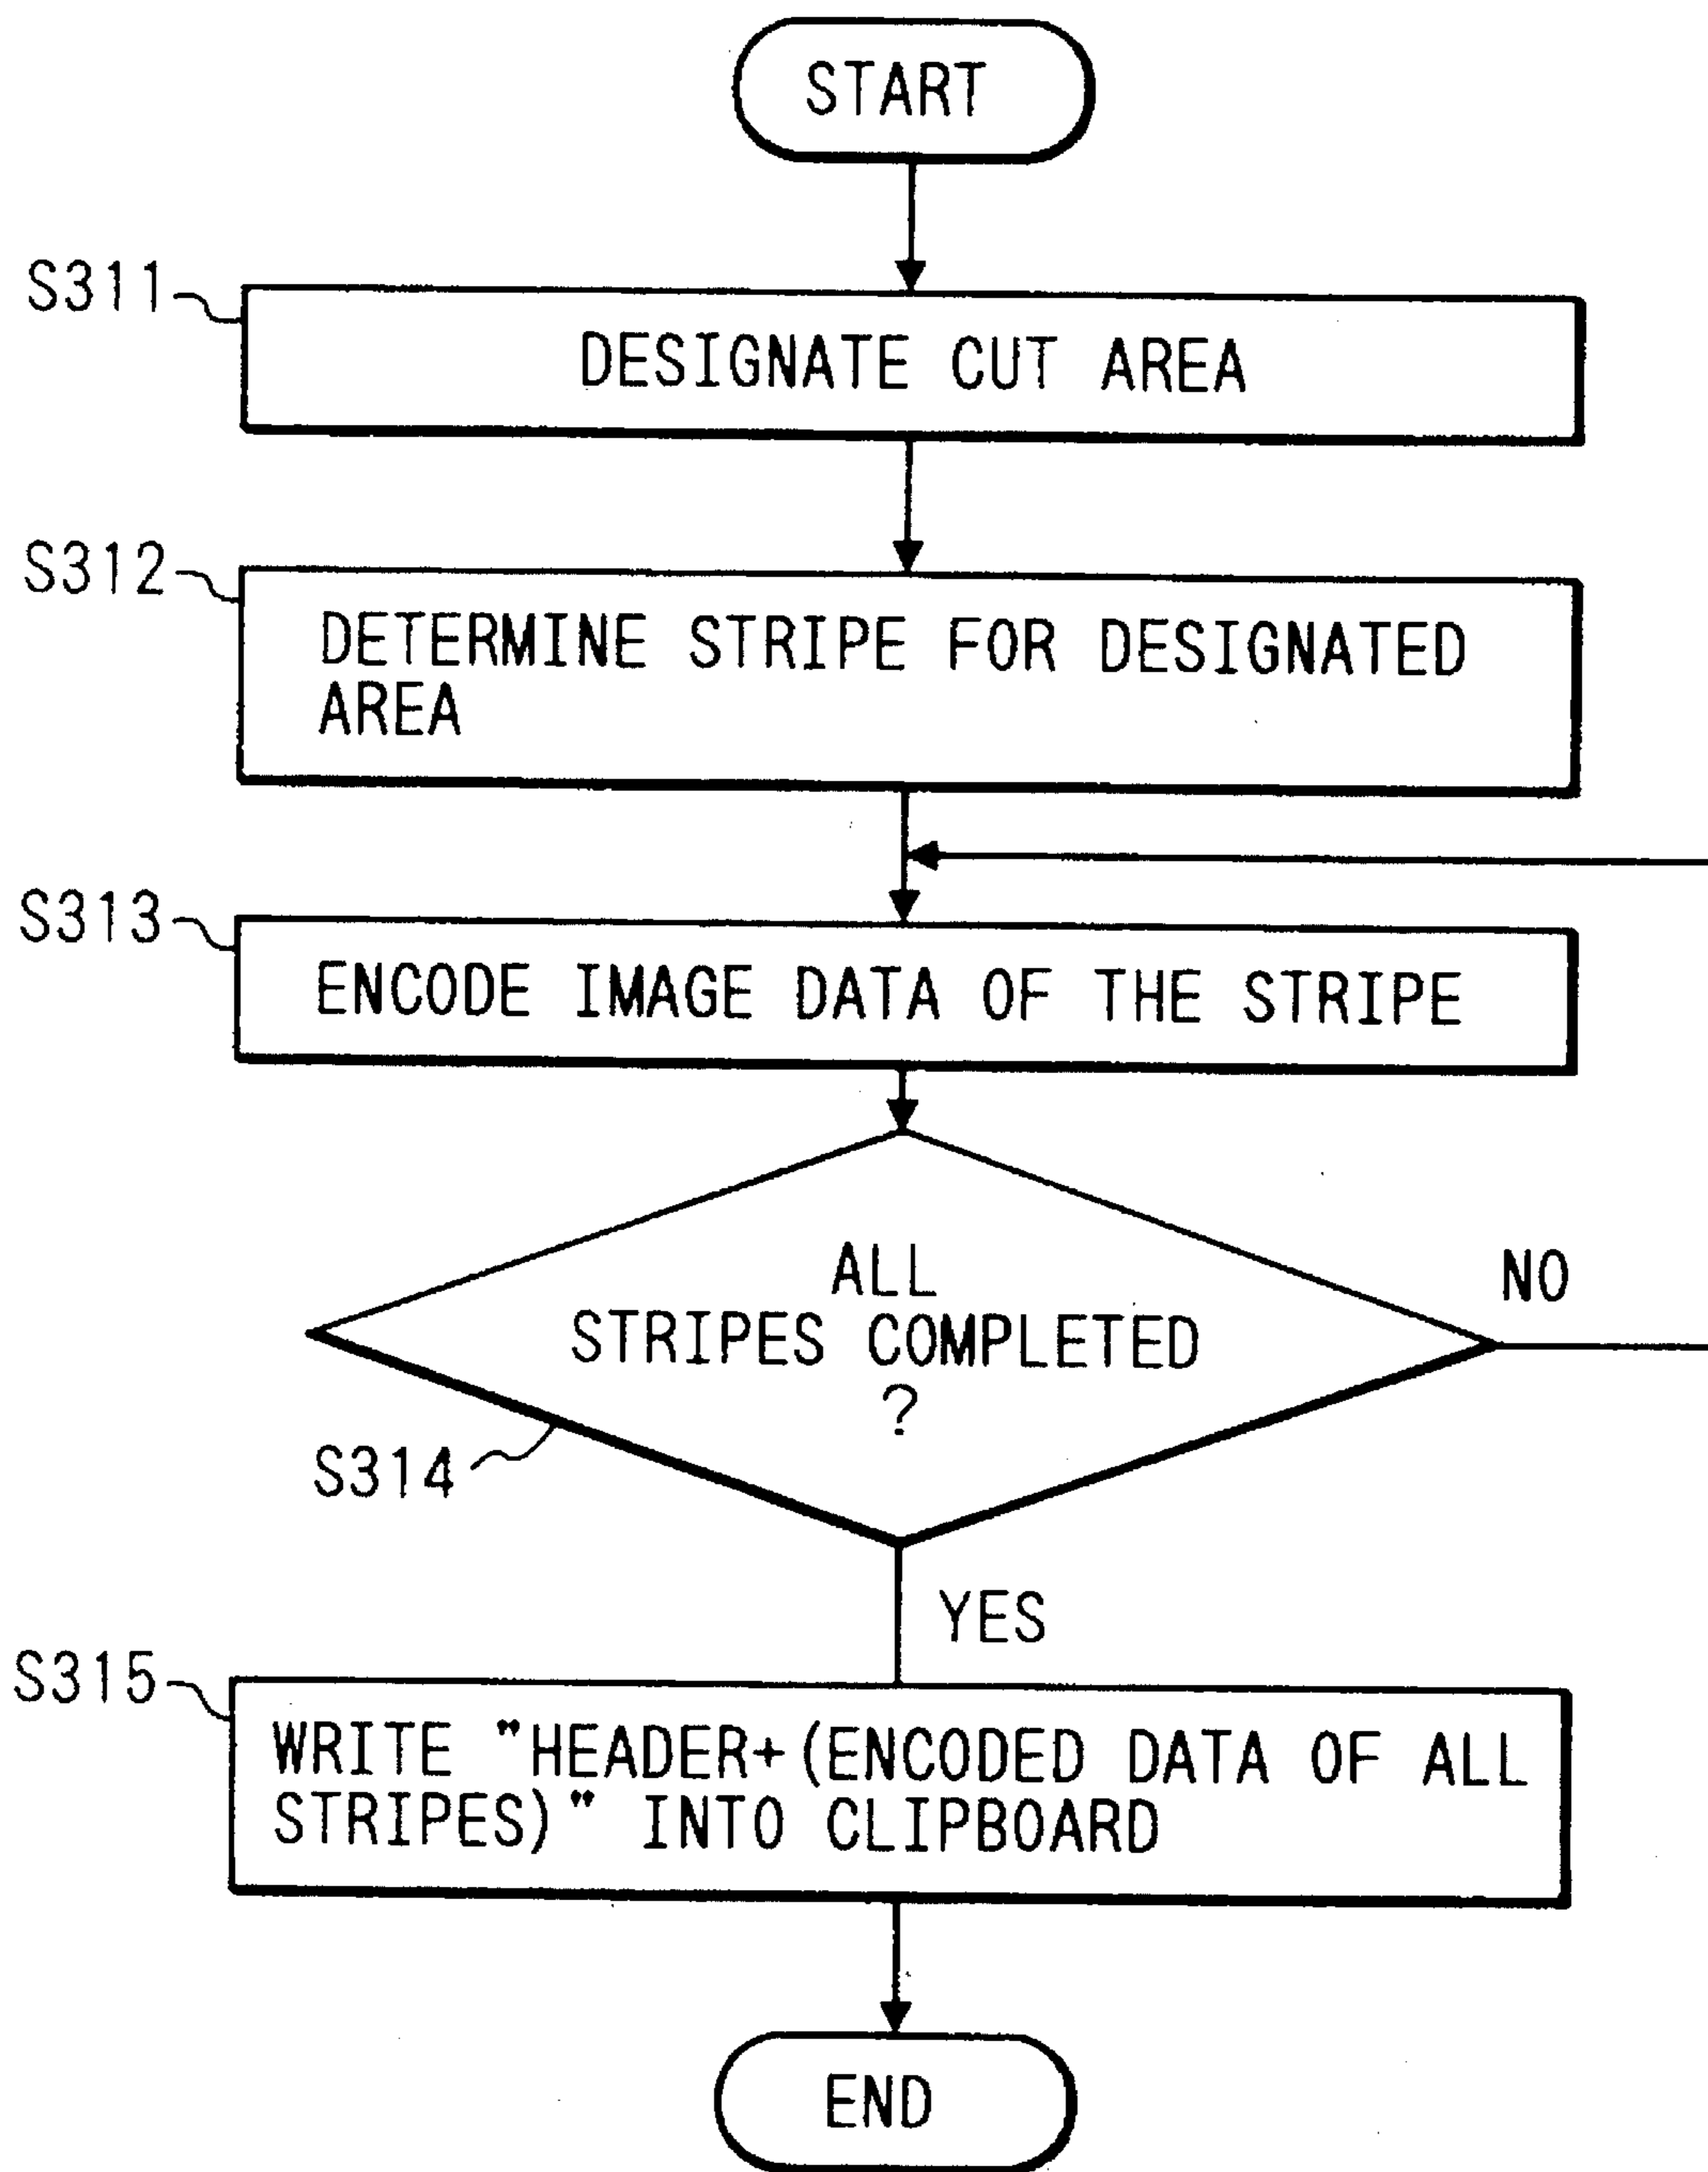 START
S311
DESIGNATE CUT AREA
S312
DETERMINE STRIPE FOR DESIGNATED
AREA
S313
ENCODE IMAGE DATA OF THE STRIPE
ALL
STRIPES COMPLETED
?
NO
S314
YES
S315
WRITE "HEADER+(ENCODED DATA OF ALL
STRIPES)" INTO CLIPBOARD
END